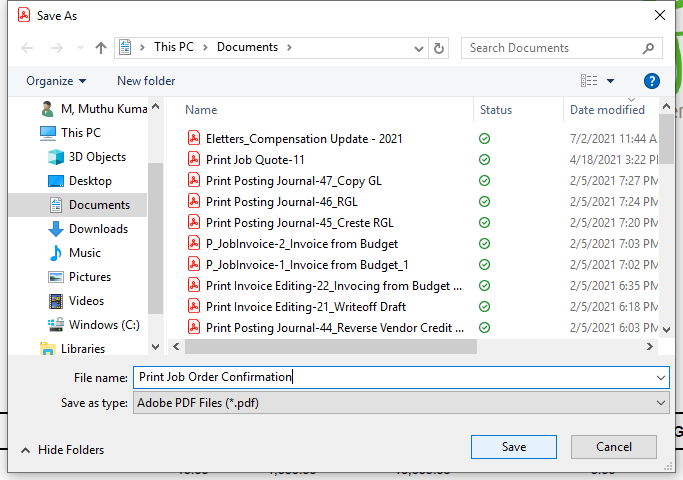 Save As
This PC > Documents >
Search Documents
Organize
New folder
?
M, Muthu Kuma
This PC
3D Objects
Desktop
Documents
Downloads
Music
Pictures
Videos
Windows (C:)
Libraries
Name Status Date modified
Eletters_Compensation Update - 2021 7/2/2021 11:44 A
Print Job Quote-11 4/18/2021 3:22 PM
Print Posting Journal-47_Copy GL 2/5/2021 7:27 PM
Print Posting Journal-46_RGL 2/5/2021 7:24 PM
Print Posting Journal-45_Creste RGL 2/5/2021 7:20 PM
P_JobInvoice-2_Invoice from Budget 2/5/2021 7:03 PM
P_JobInvoice-1_Invoice from Budget_1 2/5/2021 7:02 PM
Print Invoice Editing-22_Invocing from Budget ... 2/5/2021 6:35 PM
Print Invoice Editing-21_Writeoff Draft 2/5/2021 6:18 PM
Print Posting Journal-44_Reverse Vendor Credit ... 2/5/2021 6:03 PM
File name: Print Job Order Confirmation
Save as type: Adobe PDF Files (*.pdf)
Hide Folders
Save
Cancel